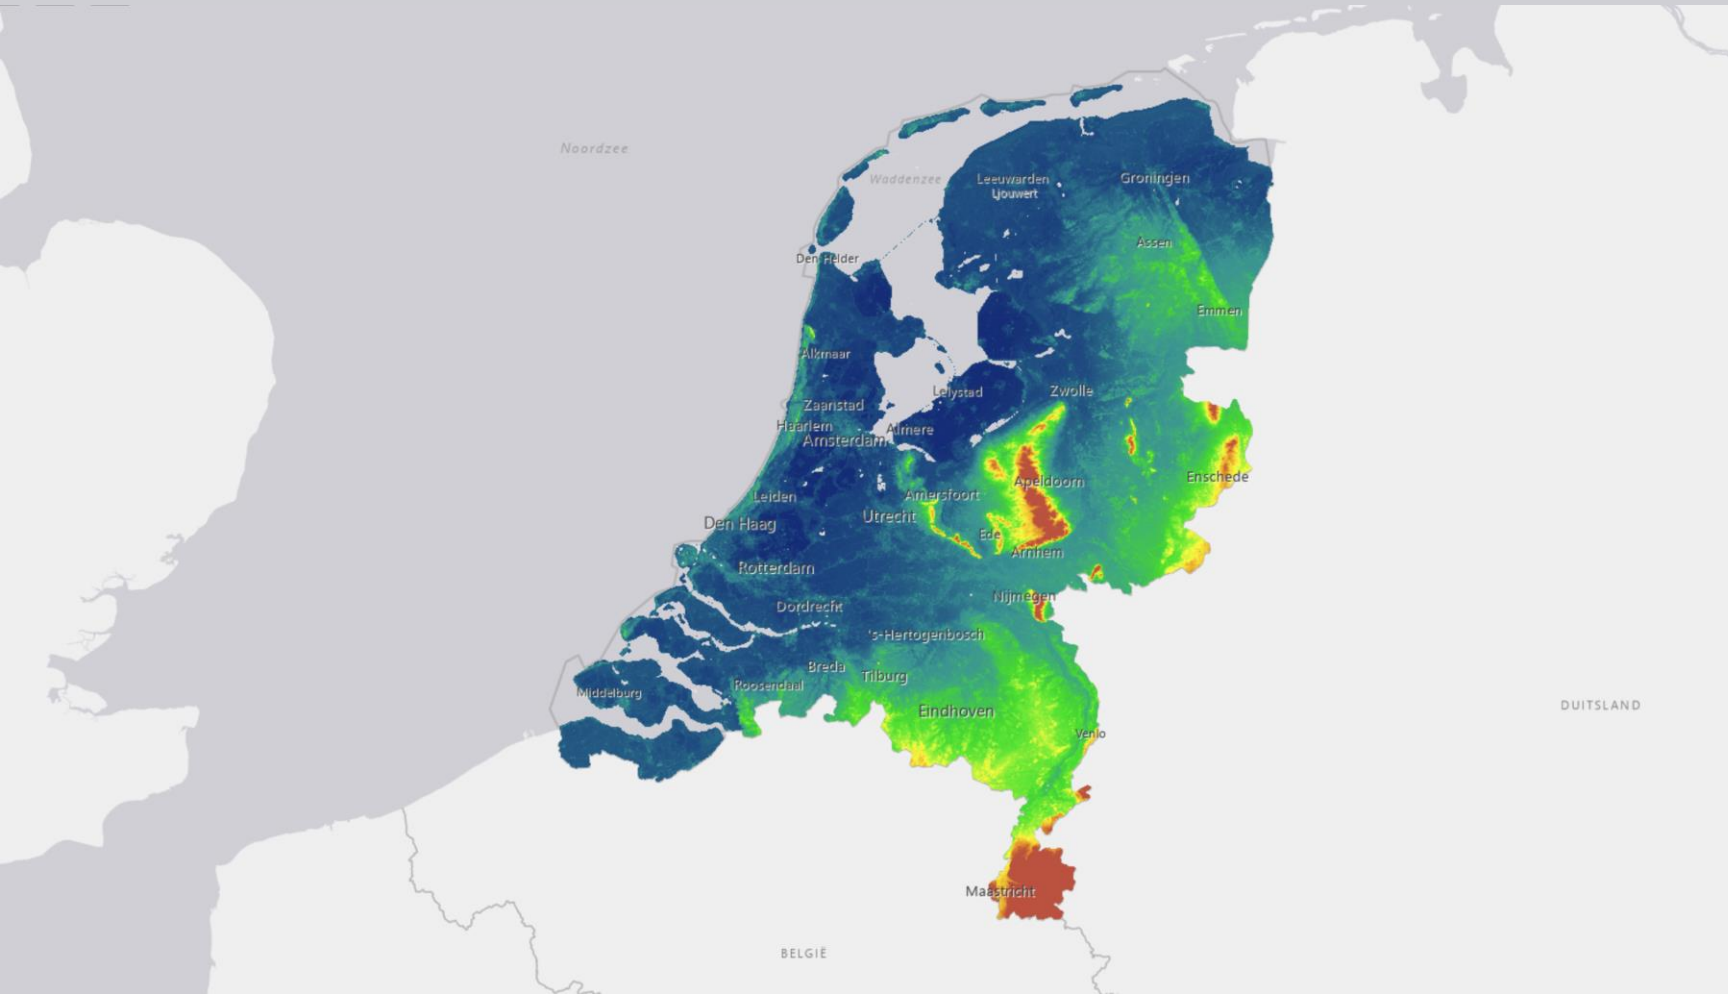 Noordzee
Waddenzee
Leeuwarden
Ljouwert
Groningen
Assen
Den Helder
Emmen
Alkmaar
Lelystad
Zwolle
Zaanstad
Haarlem
Almere
Amsterdam
Enschede
Apeldoorn
Leiden
Amersfoort
Utrecht
Den Haag
Ede
Arnhem
Rotterdam
Nijmegen
Dordrecht
's-Hertogenbosch
Breda
Tilburg
Roosendaal
Middelburg
Eindhoven
DUITSLAND
Venlo
Maastricht
BELGIË